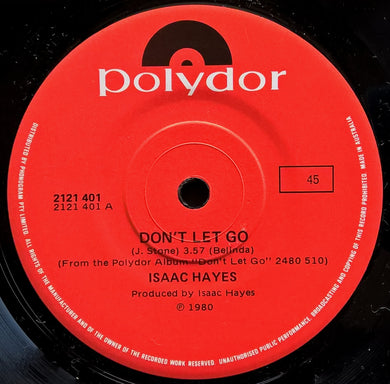 polydor
45
2121 401
2121 401 A
DON'T LET GO
(J. Stone) 3.57 (Belinda)
(From the Polydor Album "Don't Let Go" 2480 510)
ISAAC HAYES
Produced by Isaac Hayes
℗ 1980
DISTRIBUTED BY PHONOGRAM PTY. LIMITED. ALL RIGHTS OF THE MANUFACTURER AND OF THE OWNER OF THE RECORDED WORK RESERVED. UNAUTHORISED PUBLIC PERFORMANCE, BROADCASTING AND COPYING OF THIS RECORD PROHIBITED. MADE IN AUSTRALIA